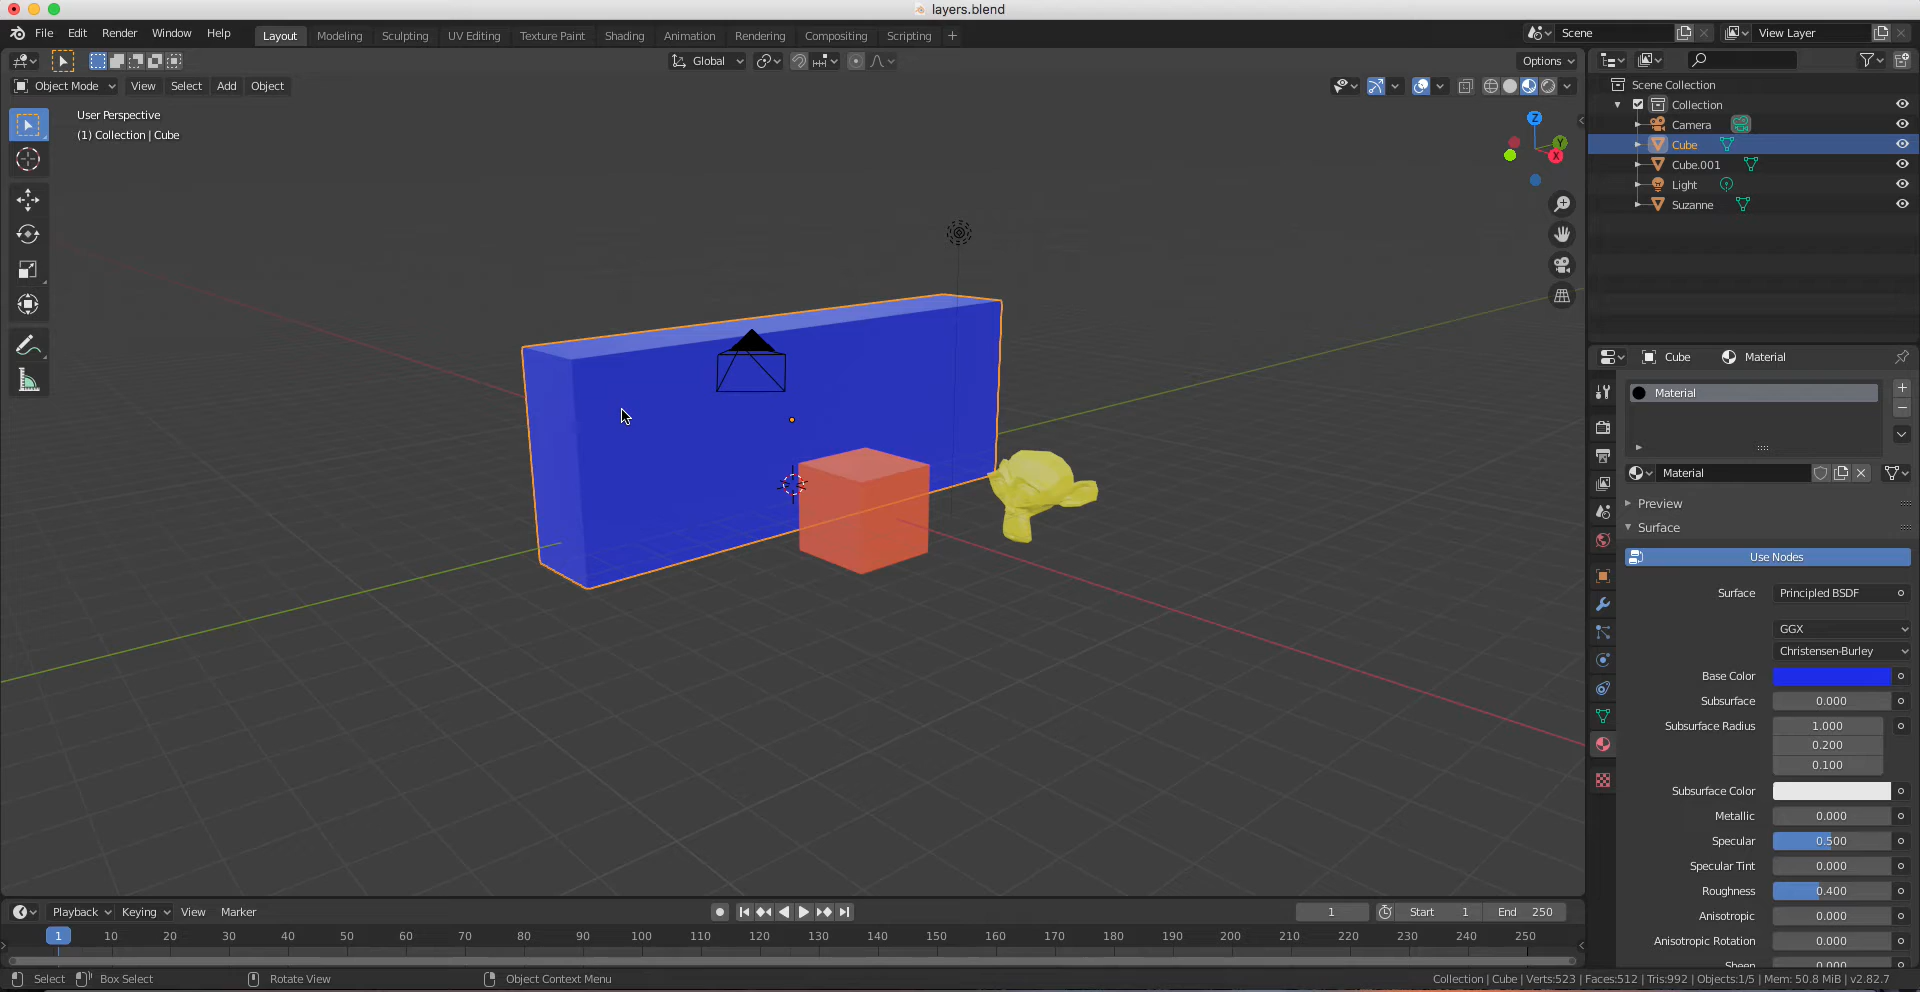 layers.blend
File Edit Render Window Help Layout Modeling Sculpting UV Editing Texture Paint Shading Animation Rendering Compositing Scripting + Scene View Layer
Global Options
Object Mode View Select Add Object
User Perspective
(1) Collection | Cube
Z
Y
X
Scene Collection
Collection
Camera
Cube
Cube.001
Light
Suzanne
Cube Material
Material
Material
Preview
Surface
Use Nodes
Surface Principled BSDF
GGX
Christensen-Burley
Base Color
Subsurface 0.000
Subsurface Radius 1.000
0.200
0.100
Subsurface Color
Metallic 0.000
Specular 0.500
Specular Tint 0.000
Roughness 0.400
Anisotropic 0.000
Anisotropic Rotation 0.000
Sheen 0.000
Playback Keying View Marker 1 Start 1 End 250
1 10 20 30 40 50 60 70 80 90 100 110 120 130 140 150 160 170 180 190 200 210 220 230 240 250
Select Box Select Rotate View Object Context Menu Collection | Cube | Verts:523 | Faces:512 | Tris:992 | Objects:1/5 | Mem: 50.8 MiB | v2.82.7